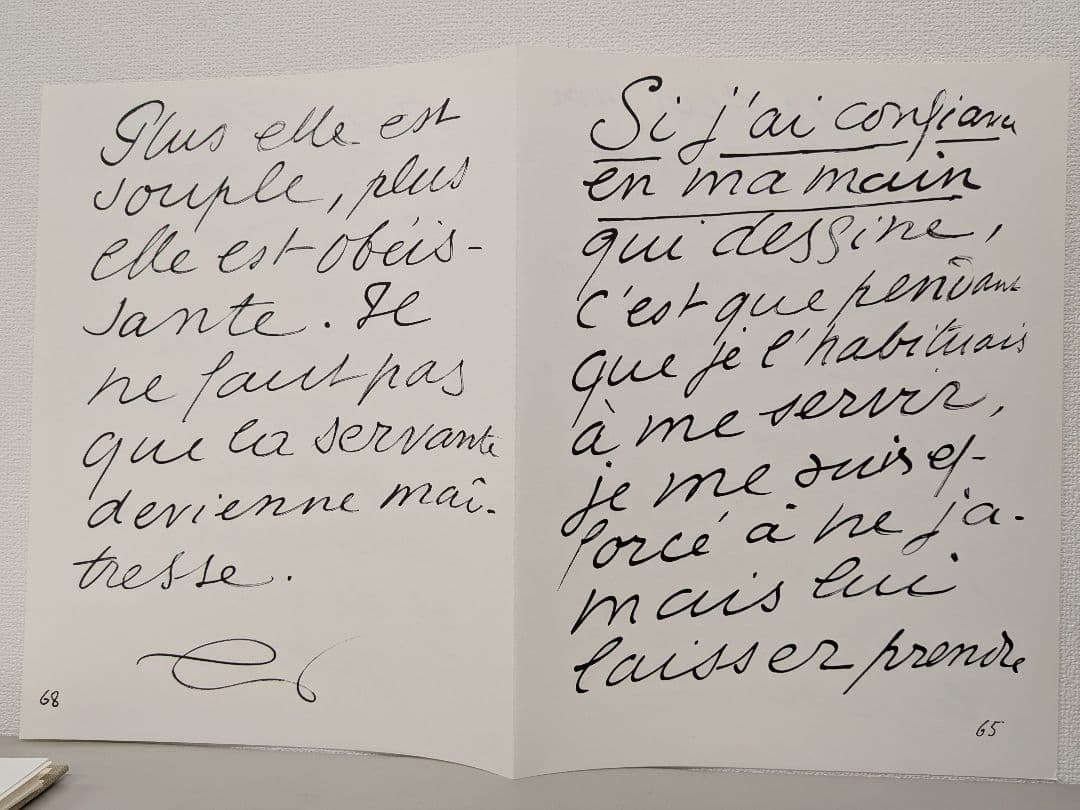 Plus elle est
souple, plus
elle est obéis-
sante. Je
ne faut pas
que la servante
devienne maî-
tresse.
68
Si j'ai confiance
en ma main
qui dessine,
c'est que pendant
que je l'habituais
à me servir,
je me suis ef-
forcé à ne ja-
mais lui
laisser prendre
65